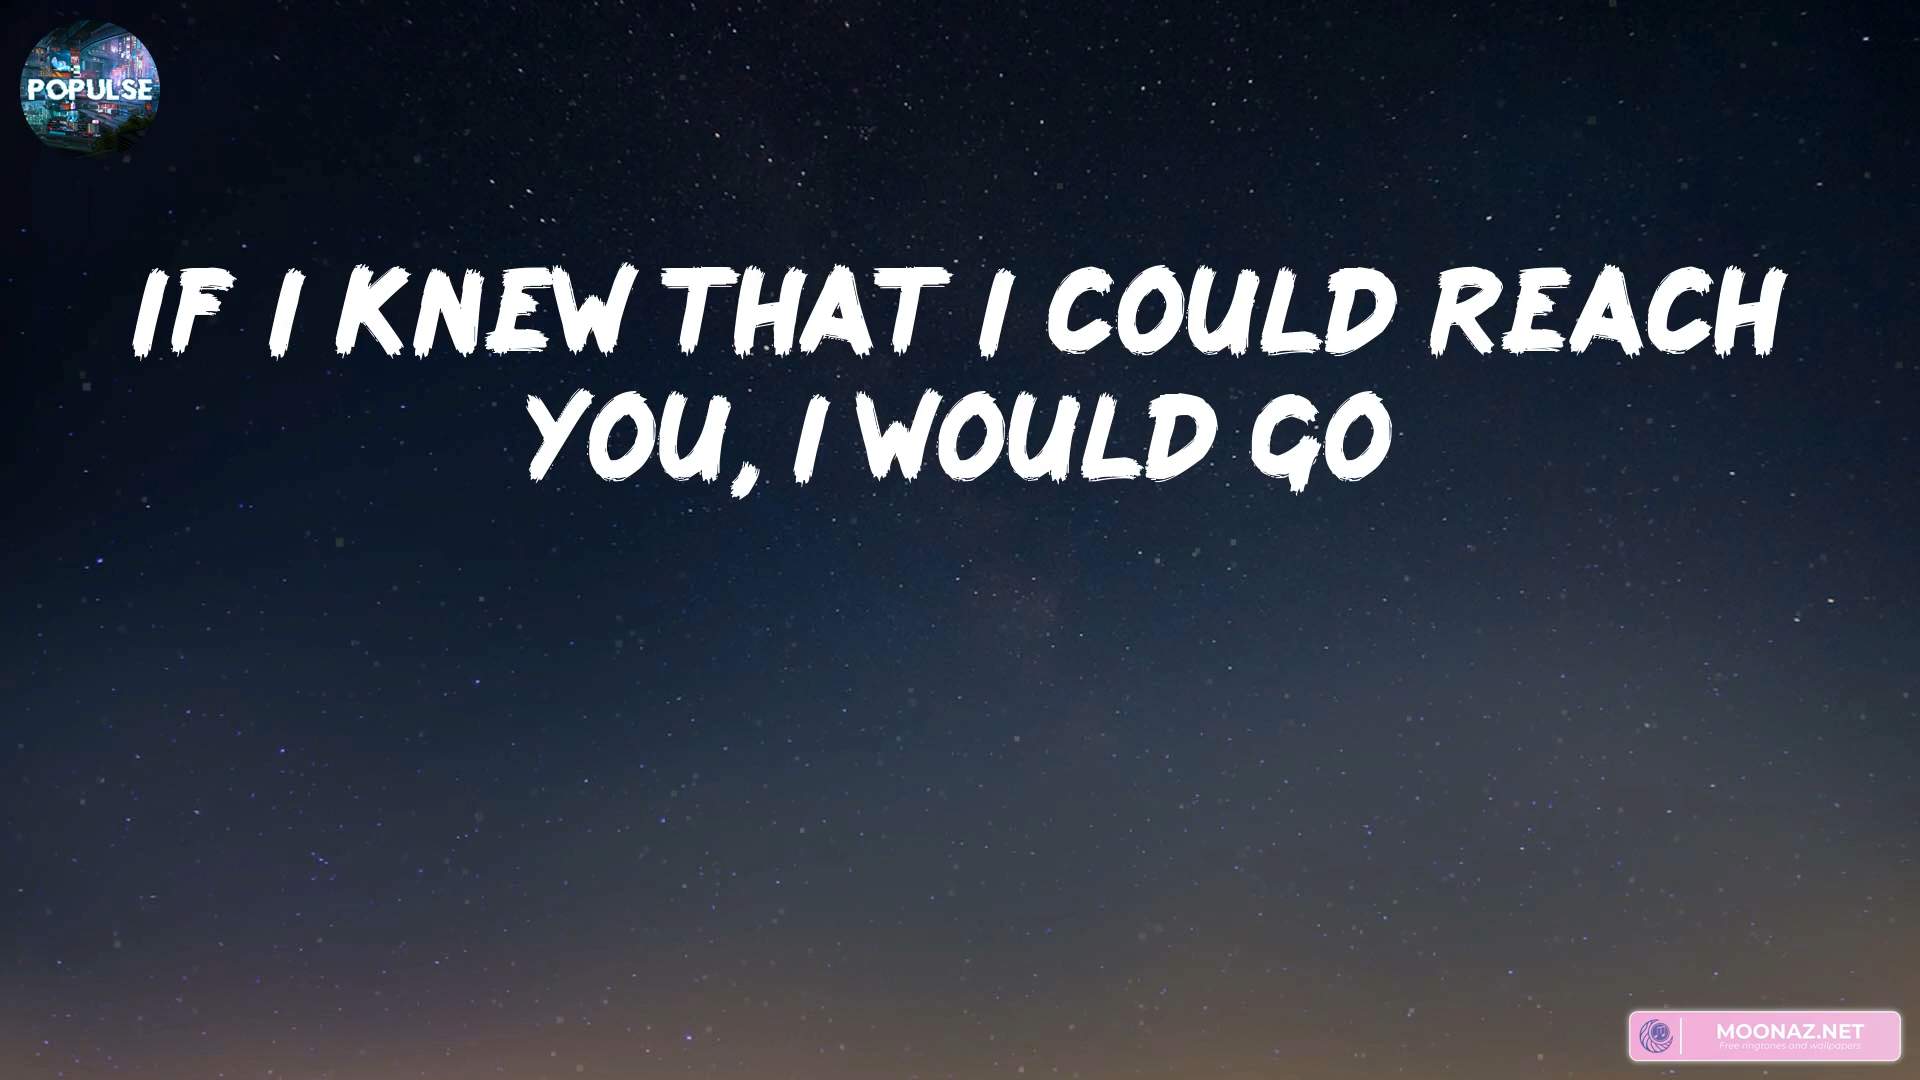 POPULSE
IF I KNEW THAT I COULD REACH
YOU, I WOULD GO
MOONAZ.NET
Free ringtones and wallpapers